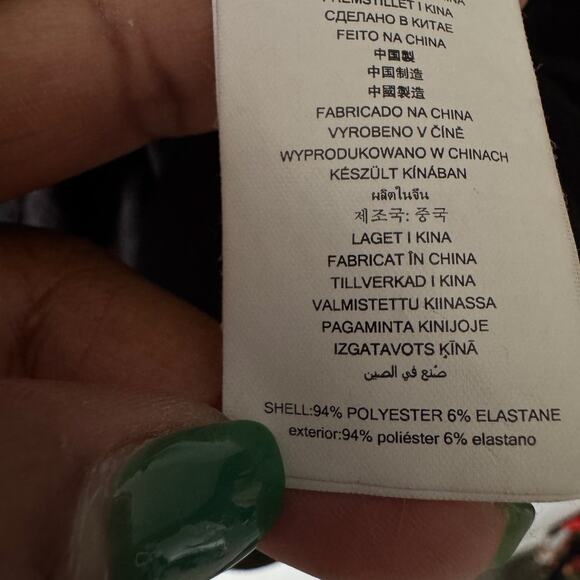 FREMSTILLET I KINA
СДЕЛАНО В КИТАЕ
FEITO NA CHINA
中国製
中国制造
中國製造
FABRICADO NA CHINA
VYROBENO V ČÍNĚ
WYPRODUKOWANO W CHINACH
KÉSZÜLT KÍNÁBAN
ผลิตในจีน
제조국: 중국
LAGET I KINA
FABRICAT ÎN CHINA
TILLVERKAD I KINA
VALMISTETTU KIINASSA
PAGAMINTA KINIJOJE
IZGATAVOTS ĶĪNĀ
صنع في الصين
SHELL:94% POLYESTER 6% ELASTANE
exterior:94% poliéster 6% elastano